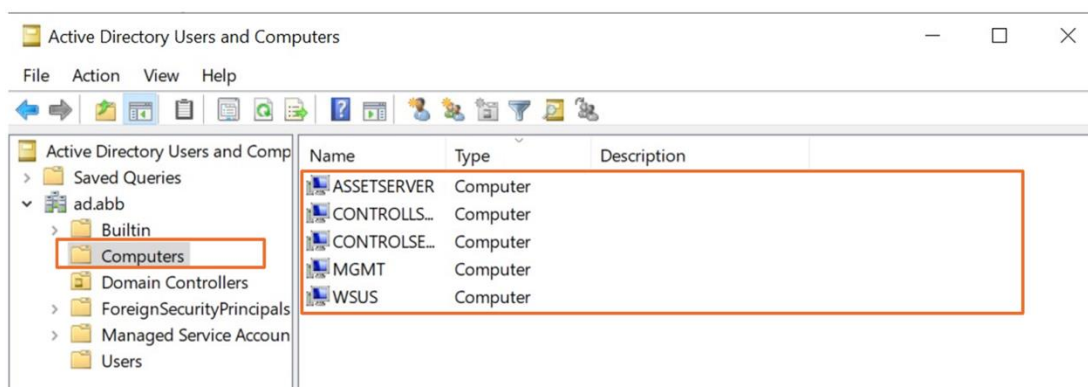 Active Directory Users and Computers
File Action View Help
Active Directory Users and Comp
Saved Queries
ad.abb
Builtin
Computers
Domain Controllers
ForeignSecurityPrincipals
Managed Service Accoun
Users
Name Type Description
ASSETSERVER Computer
CONTROLLS... Computer
CONTROLSE... Computer
MGMT Computer
WSUS Computer